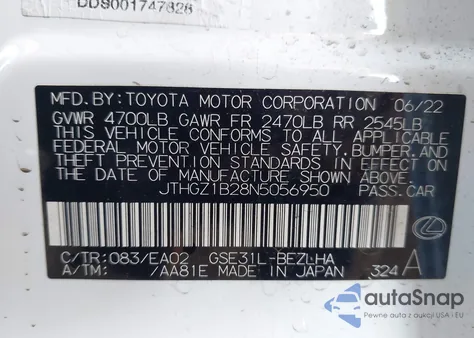 DDS001747828
MFD.BY:TOYOTA MOTOR CORPORATION 06/22
GVWR 4700LB GAWR FR 2470LB RR 2545LB
THIS VEHICLE CONFORMS TO ALL APPLICABLE
FEDERAL MOTOR VEHICLE SAFETY, BUMPER, AND
THEFT PREVENTION STANDARDS IN EFFECT ON
THE DATE OF MANUFACTURE SHOWN ABOVE.
JTHGZ1B28N5056950 PASS.CAR
C/TR:083/EA02 GSE31L-BEZLHA
A/TM: /AA81E MADE IN JAPAN 324 A
autoSnap
Pewne auta z USA i EU